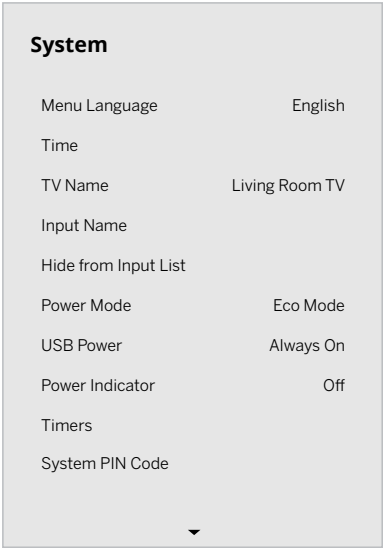 System
Menu Language English
Time
TV Name Living Room TV
Input Name
Hide from Input List
Power Mode Eco Mode
USB Power Always On
Power Indicator Off
Timers
System PIN Code